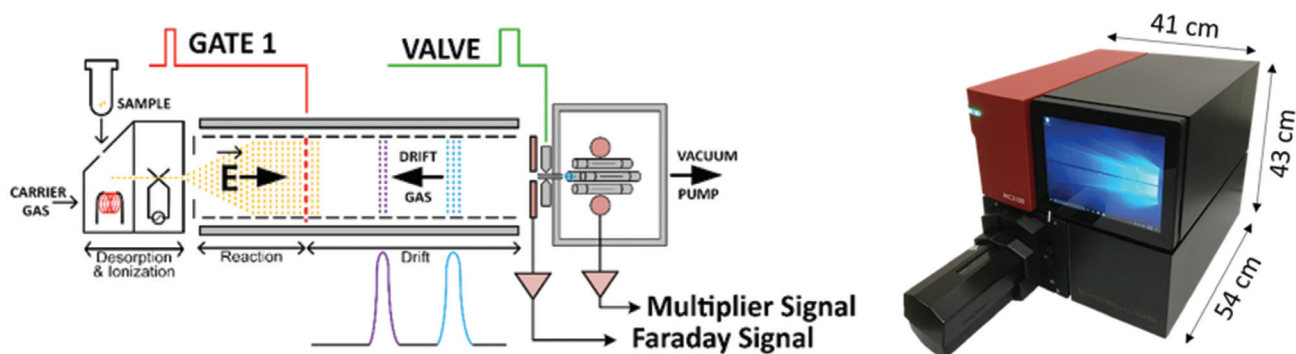 GATE 1
VALVE
SAMPLE
CARRIER
GAS
E
DRIFT
GAS
VACUUM
PUMP
Desorption
& Ionization
Reaction
Drift
Multiplier Signal
Faraday Signal
41 cm
43 cm
54 cm